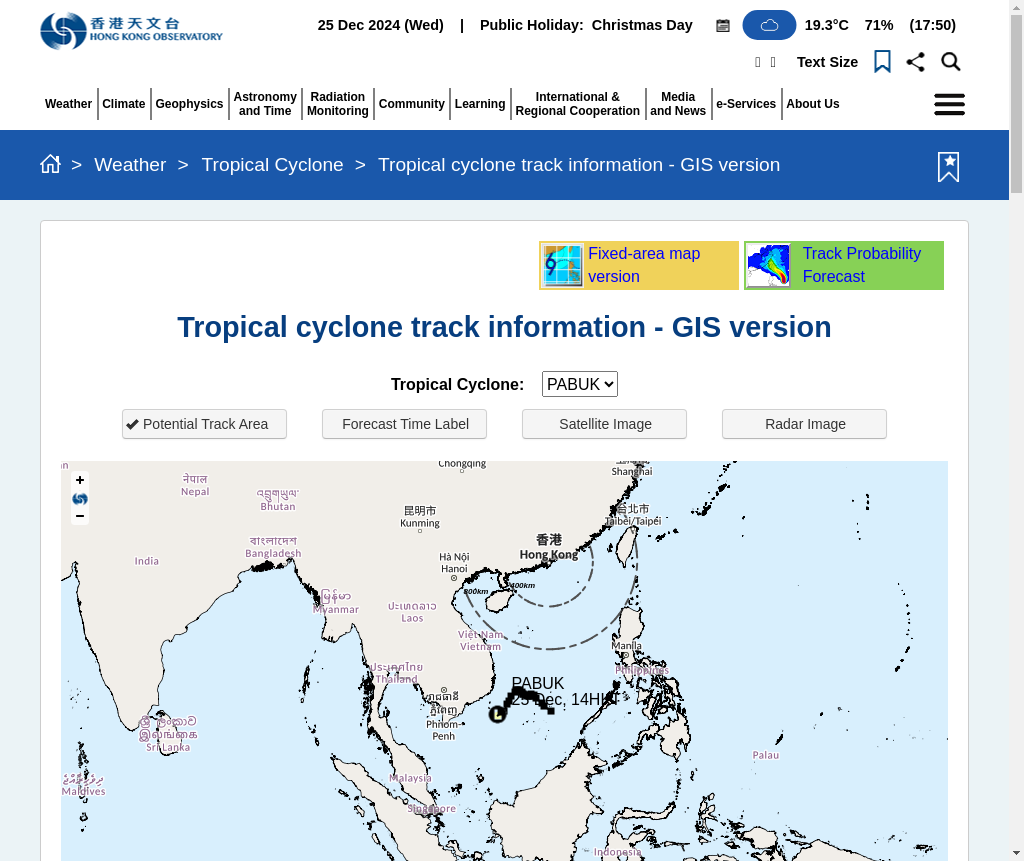 香港天文台
HONG KONG OBSERVATORY
25 Dec 2024 (Wed) | Public Holiday: Christmas Day 19.3°C 71% (17:50)
Text Size
Weather
Climate
Geophysics
Astronomy
and Time
Radiation
Monitoring
Community
Learning
International &
Regional Cooperation
Media
and News
e-Services
About Us
> Weather > Tropical Cyclone > Tropical cyclone track information - GIS version
Fixed-area map
version
Track Probability
Forecast
Tropical cyclone track information - GIS version
Tropical Cyclone: PABUK
Potential Track Area
Forecast Time Label
Satellite Image
Radar Image
+
−
Chongqing
Shanghai
नेपाल
Nepal
Bhutan
昆明市
Kunming
台北市
Taibei/Taipei
香港
Hong Kong
বাংলাদেশ
Bangladesh
India
Hà Nội
Hanoi
400km
800km
မြန်မာ
Myanmar
ປະເທດລາວ
Laos
Việt Nam
Vietnam
Manila
Philippines
ประเทศไทย
Thailand
PABUK
25 Dec, 14HKT
L
රාජධානි
ភ្នំពេញ
Phnom
Penh
ශ්‍රී ලංකාව
இலங்கை
Sri Lanka
Palau
Maldives
Malaysia
Singapore
Indonesia